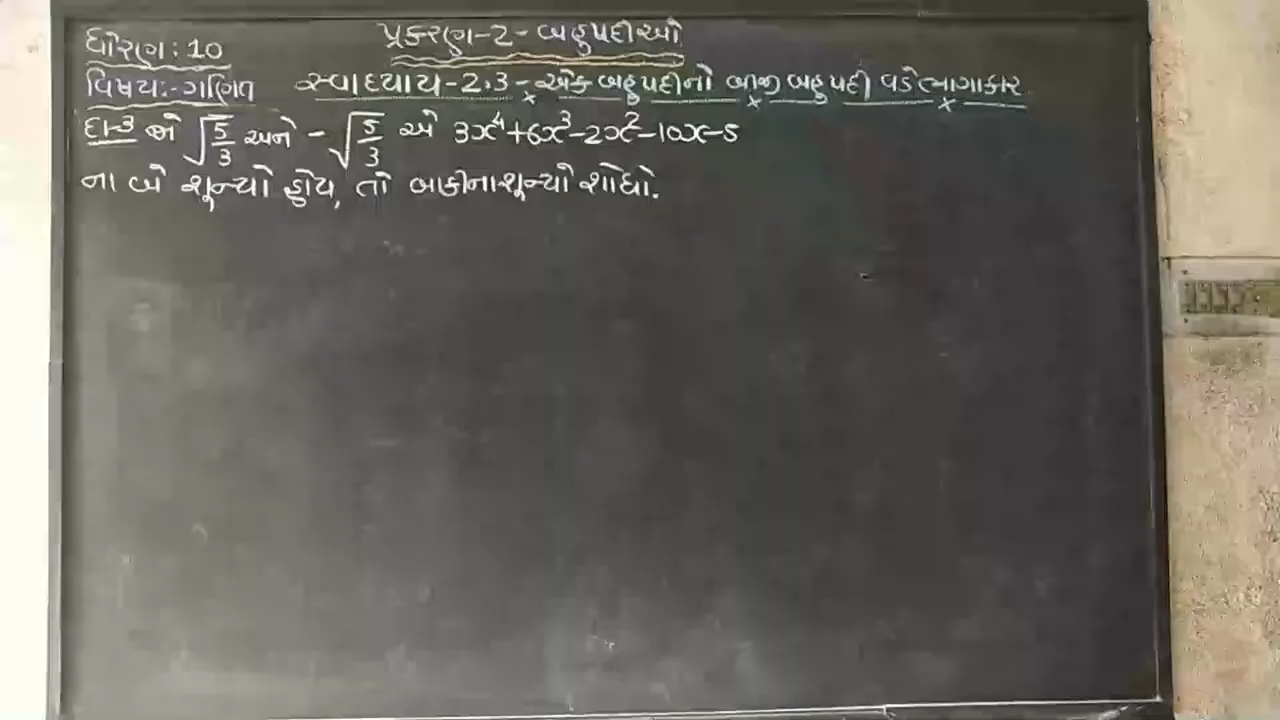 ધોરણ: 10
પ્રકરણ-2-બહુપદીઓ
વિષય:-ગણિત
સ્વાધ્યાય-2.3-એક બહુપદીનો બીજી બહુપદી વડે ભાગાકાર
દા-3 જો √5/3 અને -√5/3 એ 3x⁴+6x³-2x²-10x-5
ના બે શૂન્યો હોય, તો બાકીના શૂન્યો શોધો.